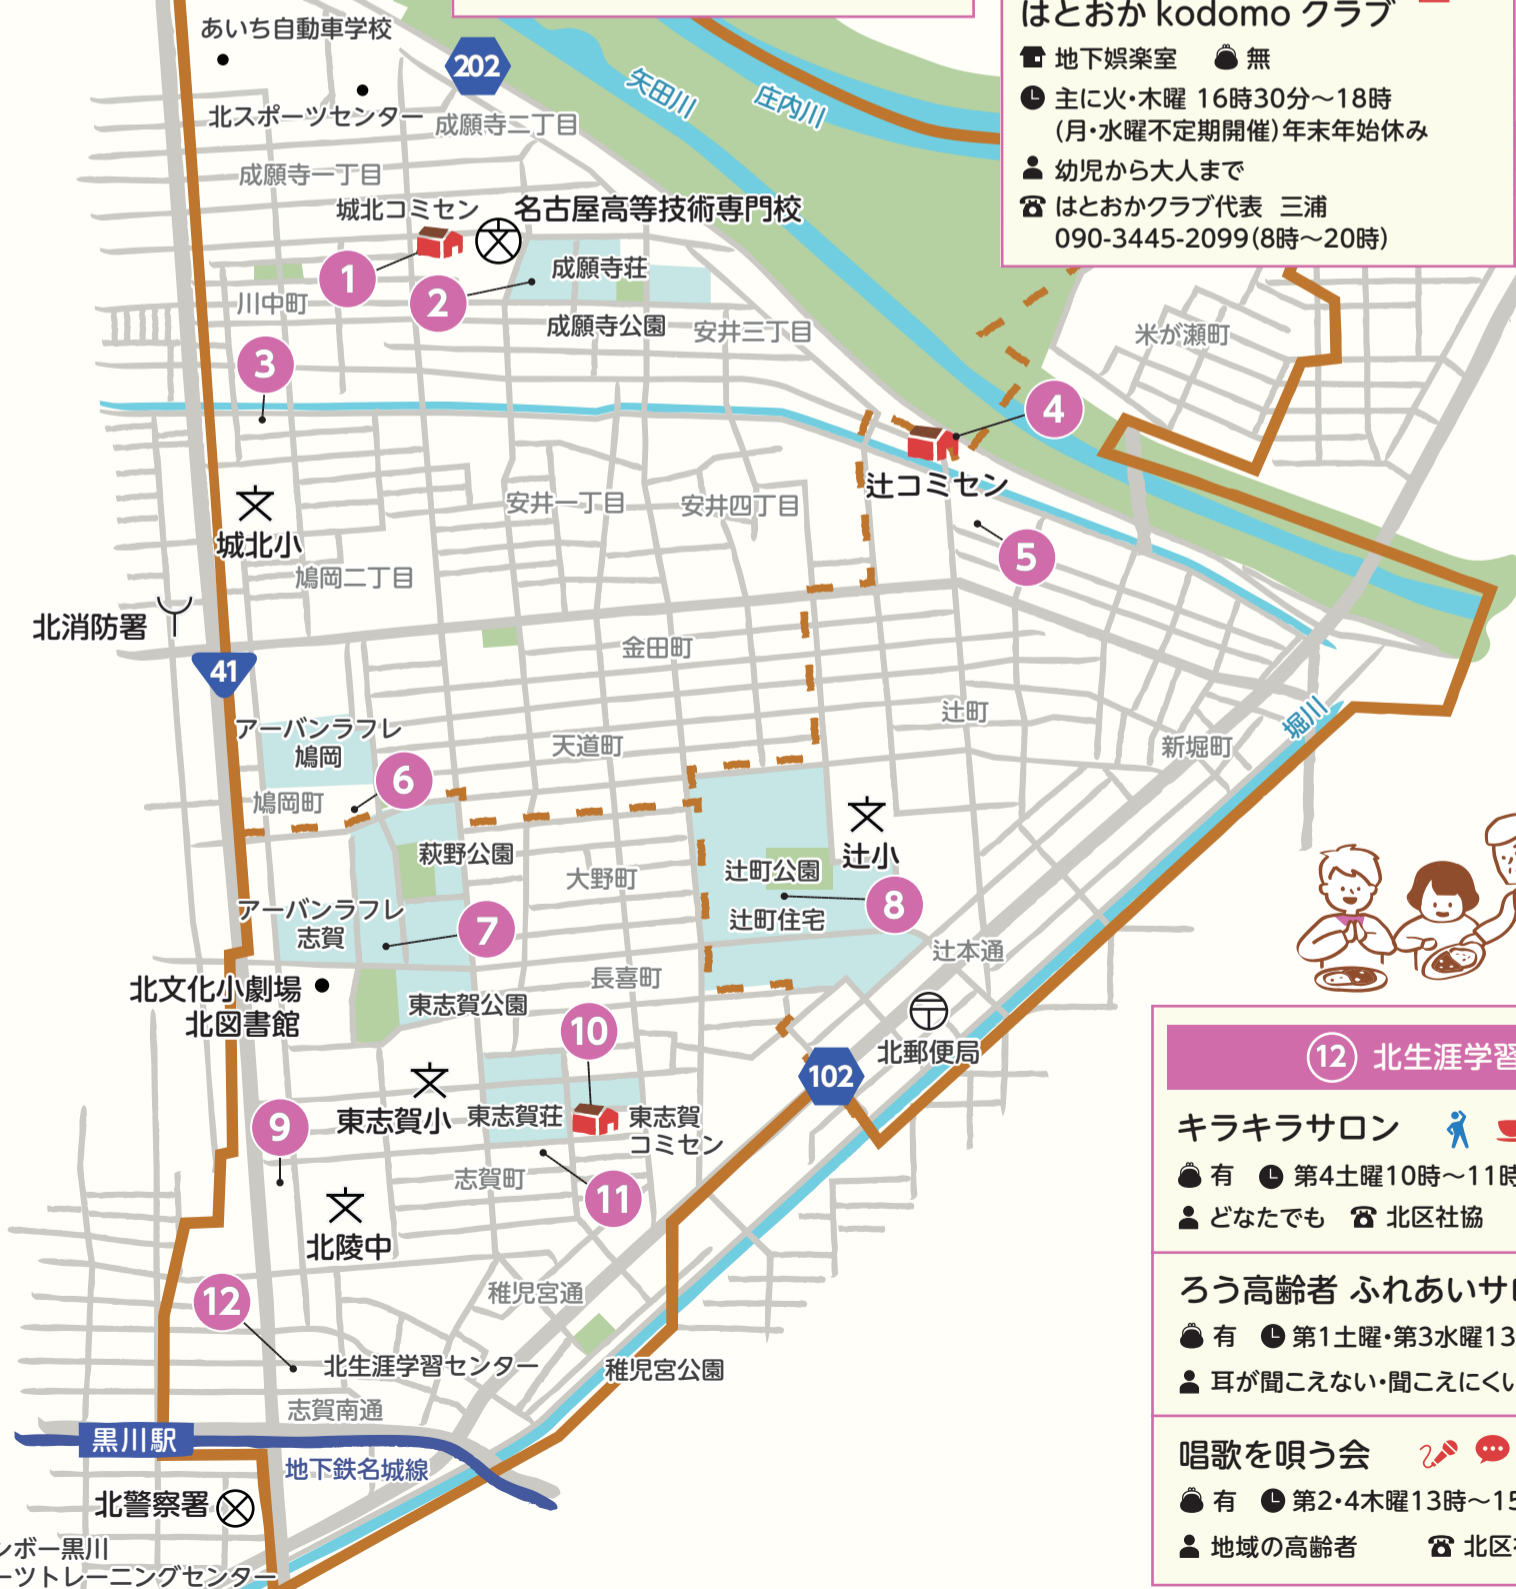 あいち自動車学校
北スポーツセンター
202
成願寺二丁目
矢田川
庄内川
成願寺一丁目
城北コミセン
名古屋高等技術専門校
1
2
成願寺荘
成願寺公園
川中町
安井三丁目
3
4
辻コミセン
5
城北小
安井一丁目
安井四丁目
鳩岡二丁目
米が瀬町
北消防署
41
金田町
辻町
アーバンラフレ
鳩岡
天道町
新堀町
堀川
6
鳩岡町
萩野公園
大野町
辻町公園
辻小
8
辻町住宅
アーバンラフレ
志賀
7
辻本通
北文化小劇場
北図書館
東志賀公園
長喜町
10
北郵便局
102
9
東志賀小
東志賀荘
東志賀
コミセン
志賀町
11
北陵中
12
稚児宮通
北生涯学習センター
稚児宮公園
志賀南通
黒川駅
地下鉄名城線
北警察署
ンボー黒川
ーツトレーニングセンター
はとおか kodomo クラブ
地下娯楽室 無
主に火・木曜 16時30分～18時
(月・水曜不定期開催)年末年始休み
幼児から大人まで
はとおかクラブ代表 三浦
090-3445-2099(8時～20時)
12 北生涯学習
キラキラサロン
有 第4土曜10時～11時
どなたでも 北区社協
ろう高齢者 ふれあいサロ
有 第1土曜・第3水曜13
耳が聞こえない・聞こえにくい
唱歌を唄う会
有 第2・4木曜13時～15
地域の高齢者 北区社